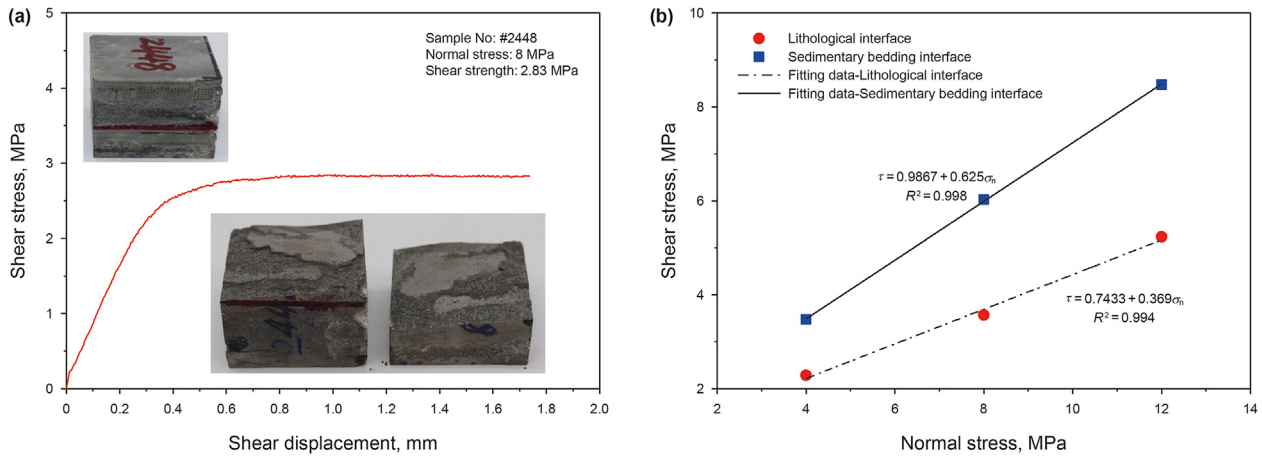 (a)
5
4
3
2
1
0
Shear stress, MPa
0
0.2
0.4
0.6
0.8
1.0
1.2
1.4
1.6
1.8
2.0
Shear displacement, mm
Sample No: #2448
Normal stress: 8 MPa
Shear strength: 2.83 MPa
2448
244
8
(b)
10
8
6
4
2
Shear stress, MPa
2
4
6
8
10
12
14
Normal stress, MPa
Lithological interface
Sedimentary bedding interface
Fitting data-Lithological interface
Fitting data-Sedimentary bedding interface
τ = 0.9867 + 0.625σn
R² = 0.998
τ = 0.7433 + 0.369σn
R² = 0.994